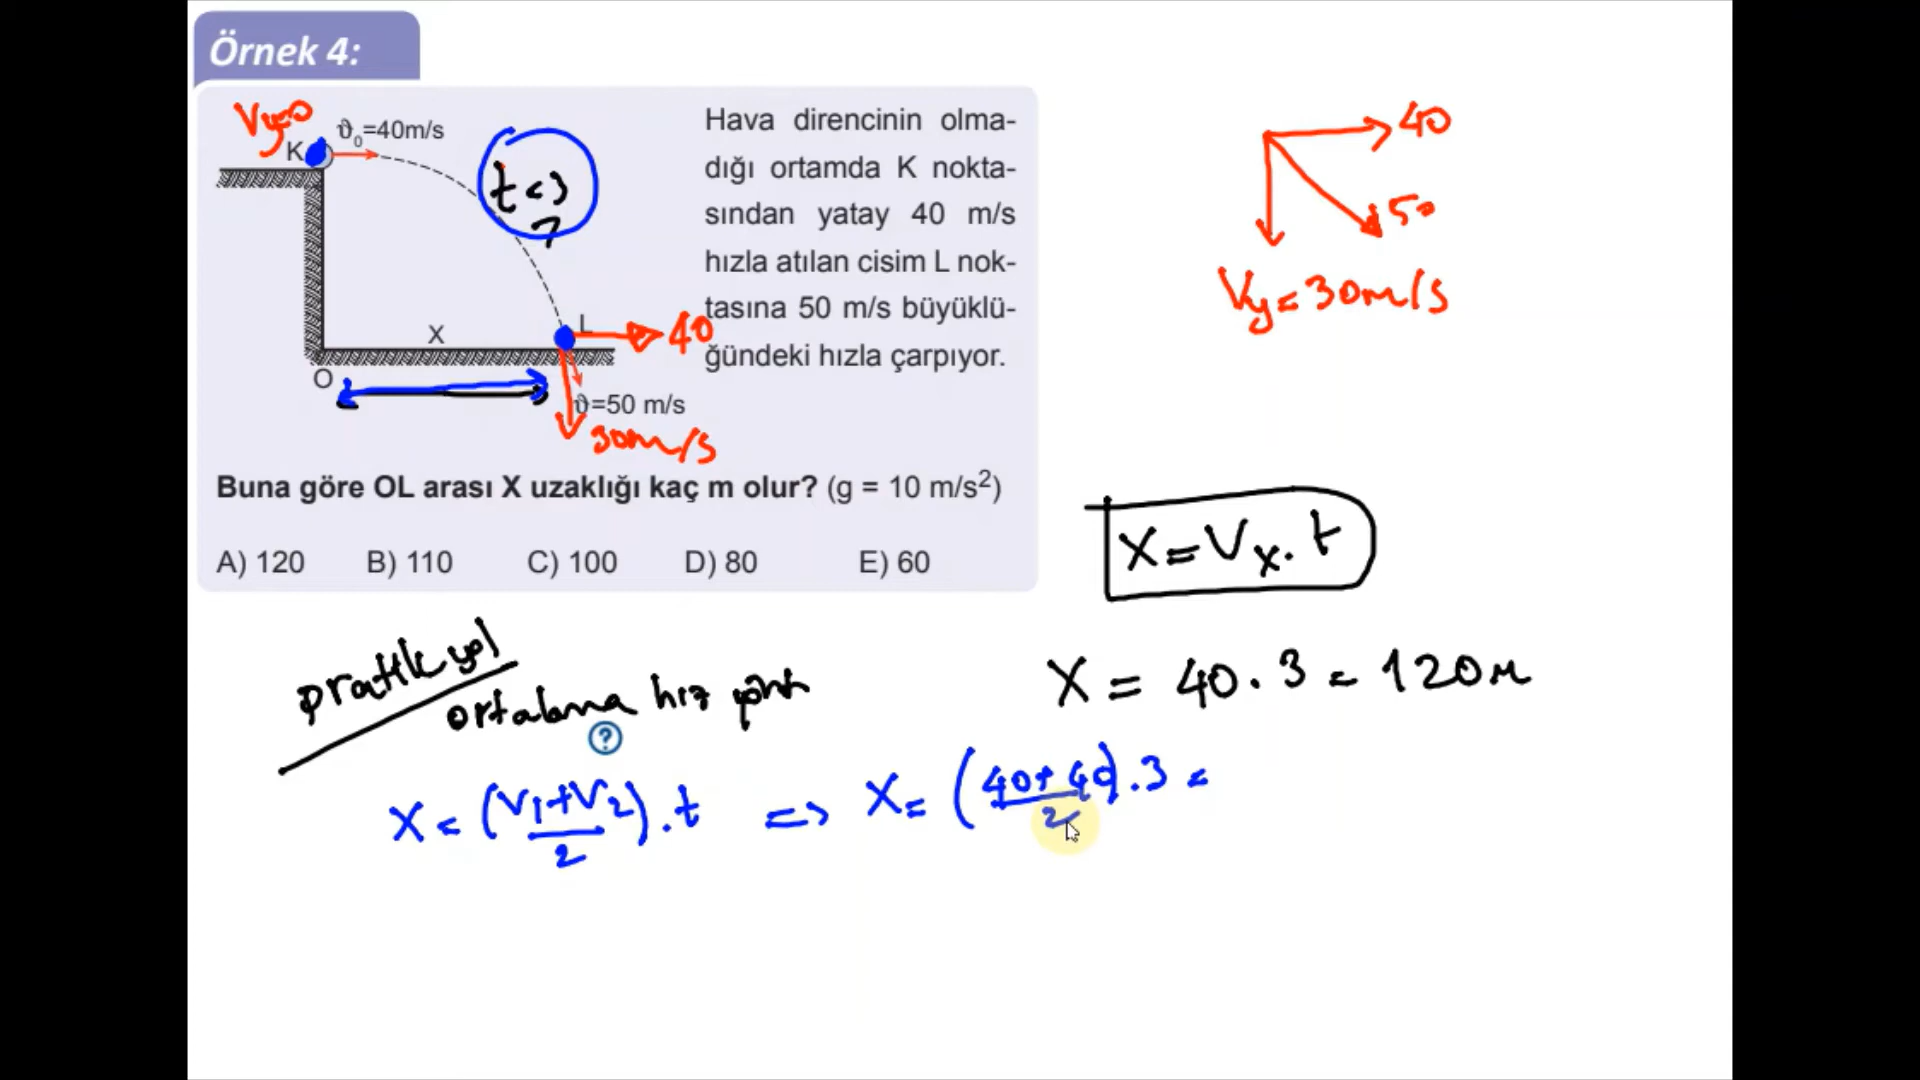 Örnek 4:
Vy=0
ϑ₀=40m/s
K
t=3
X
L
40
O
ϑ=50 m/s
30m/s
Hava direncinin olma-
dığı ortamda K nokta-
sından yatay 40 m/s
hızla atılan cisim L nok-
tasına 50 m/s büyüklü-
ğündeki hızla çarpıyor.
Buna göre OL arası X uzaklığı kaç m olur? (g = 10 m/s²)
A) 120 B) 110 C) 100 D) 80 E) 60
40
50
Vy=30m/s
X=Vx.t
X = 40.3 = 120m
pratik yol
ortalama hız
?
X = (V₁+V₂/2).t => X = (40+40/2).3 =